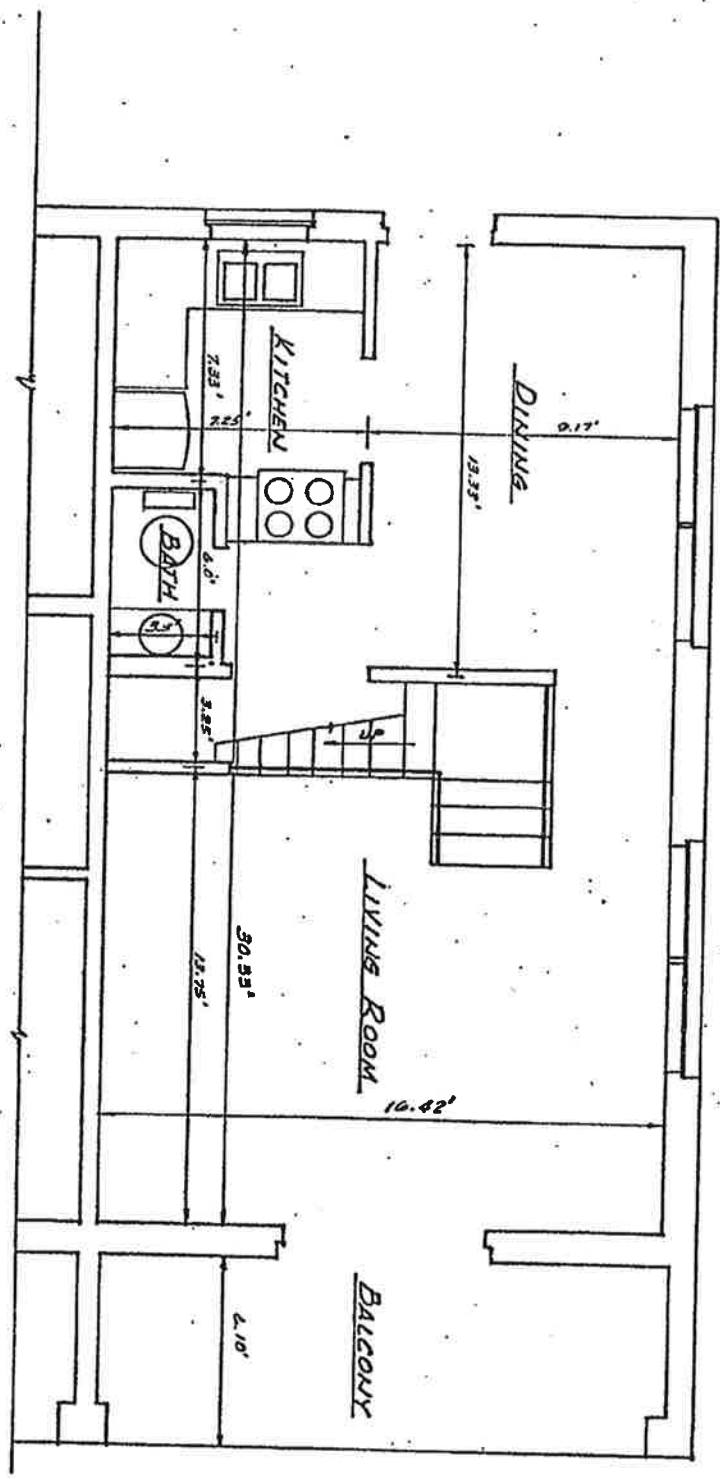 KITCHEN
DINING
7.33'
7.25'
9.17'
13.33'
BATH
6.0'
3.25'
UP
LIVING ROOM
30.33'
13.75'
16.42'
BALCONY
6.10'